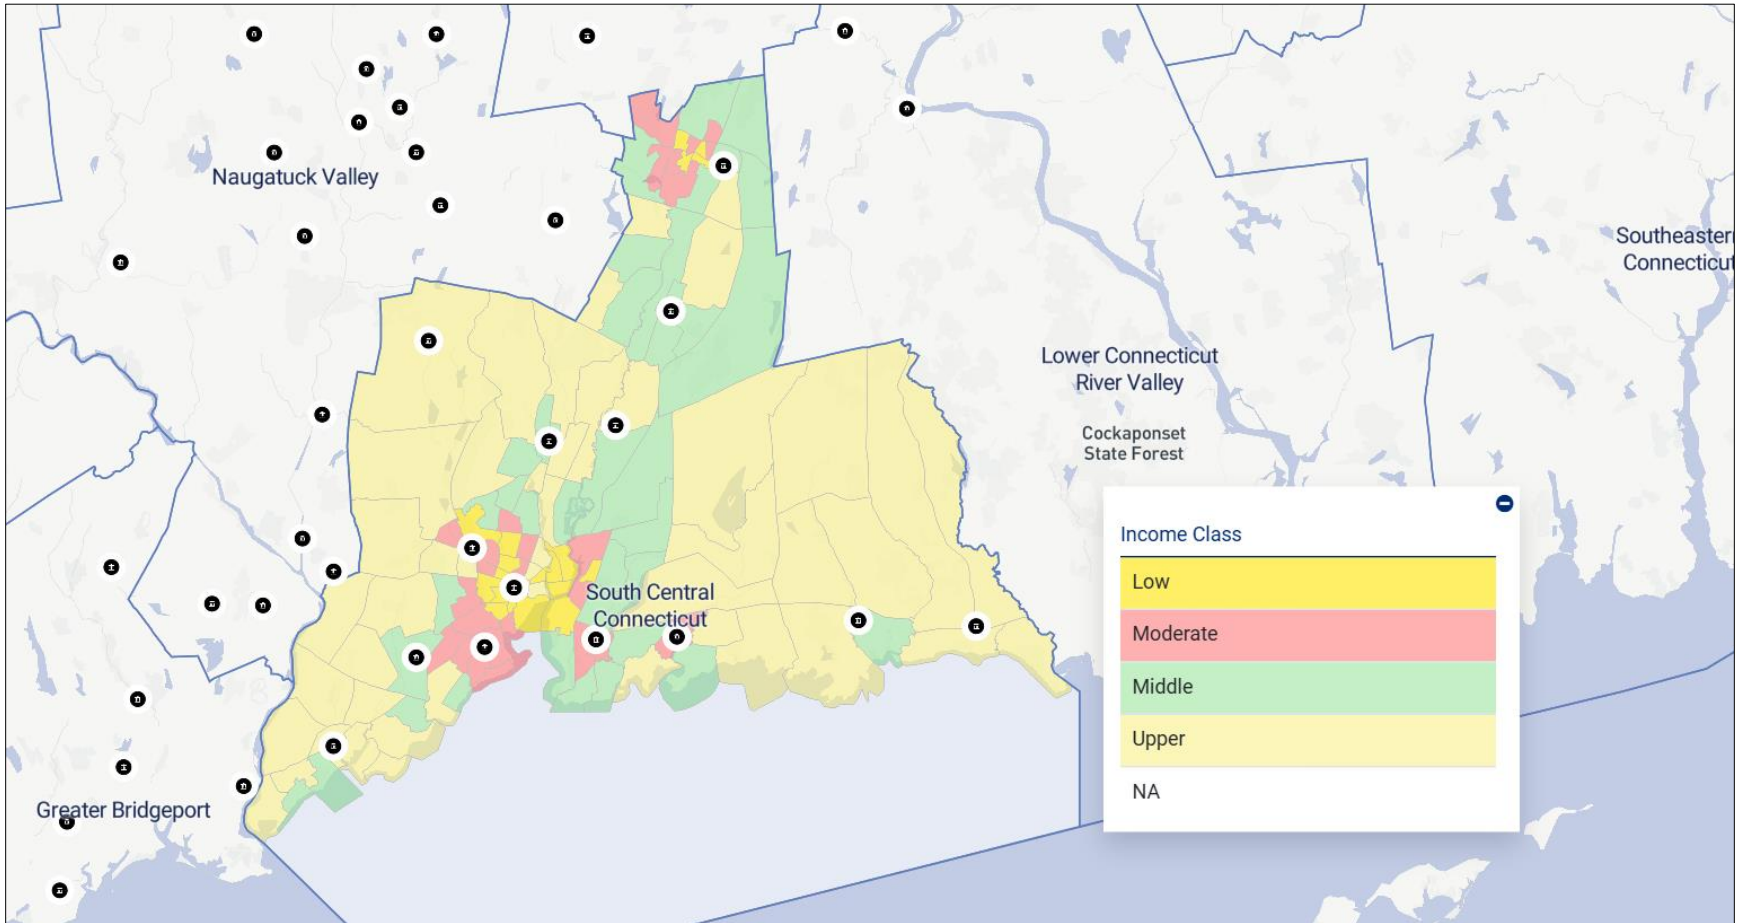 Naugatuck Valley
Southeaster
Connecticut
Lower Connecticut
River Valley
Cockaponset
State Forest
South Central
Connecticut
Greater Bridgeport
Income Class
Low
Moderate
Middle
Upper
NA